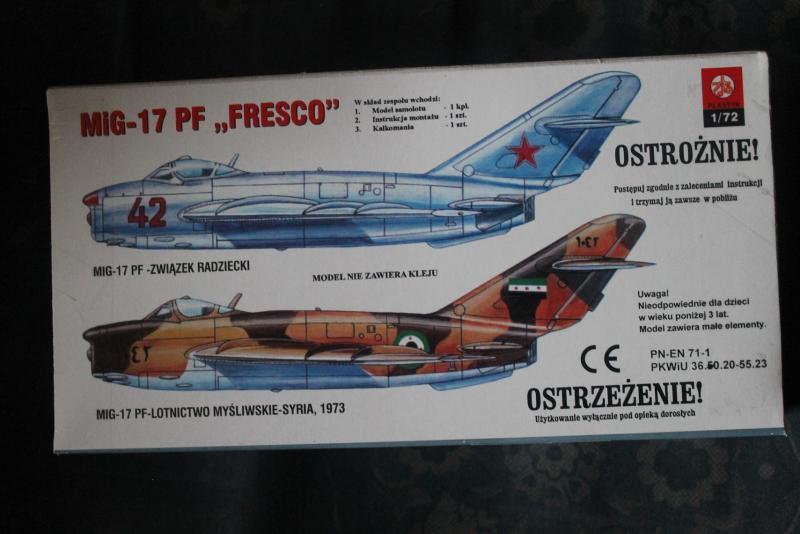 MiG-17 PF „FRESCO”
W skład zespołu wchodzi:
1. Model samolotu - 1 kpl.
2. Instrukcja montażu - 1 szt.
3. Kalkomania - 1 szt.
PLASTYK
1/72
OSTROŻNIE!
Postępuj zgodnie z zaleceniami instrukcji
i trzymaj ją zawsze w pobliżu
42
MIG-17 PF -ZWIĄZEK RADZIECKI
MODEL NIE ZAWIERA KLEJU
١٠٤٢
٤٢
Uwaga!
Nieodpowiednie dla dzieci
w wieku poniżej 3 lat.
Model zawiera małe elementy.
CE
PN-EN 71-1
PKWiU 36.50.20-55.23
OSTRZEŻENIE!
Użytkowanie wyłącznie pod opieką dorosłych
MIG-17 PF-LOTNICTWO MYŚLIWSKIE-SYRIA, 1973